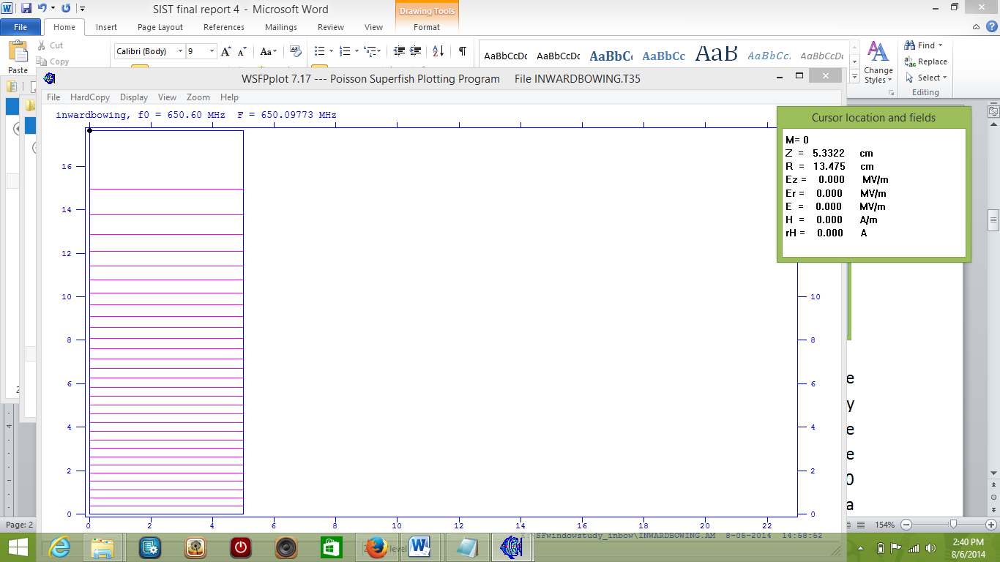 SIST final report 4 - Microsoft Word
Drawing Tools
File Home Insert Page Layout References Mailings Review View Format
Paste
Cut
Copy
Calibri (Body) 9
AaBbCcDc AaBbCcDc AaBbC AaBbCc AaB AaBbCc. AaBbCcDc
Change
Styles
Find
Replace
Select
Editing
WSFPplot 7.17 --- Poisson Superfish Plotting Program File INWARDBOWING.T35
File HardCopy Display View Zoom Help
inwardbowing, f0 = 650.60 MHz F = 650.09773 MHz
Cursor location and fields
M= 0
Z = 5.3322 cm
R = 13.475 cm
Ez = 0.000 MV/m
Er = 0.000 MV/m
E = 0.000 MV/m
H = 0.000 A/m
rH = 0.000 A
16
14
12
10 10
8 8
6 6
4 4
2 2
0 0
0 2 4 6 8 10 12 14 16 18 20 22
e
y
e
e
0
a
Page: 2
154%
SFwindowstudy_inbow\INWARDBOWING.AM 8-05-2014 14:58:52
2:40 PM
8/6/2014